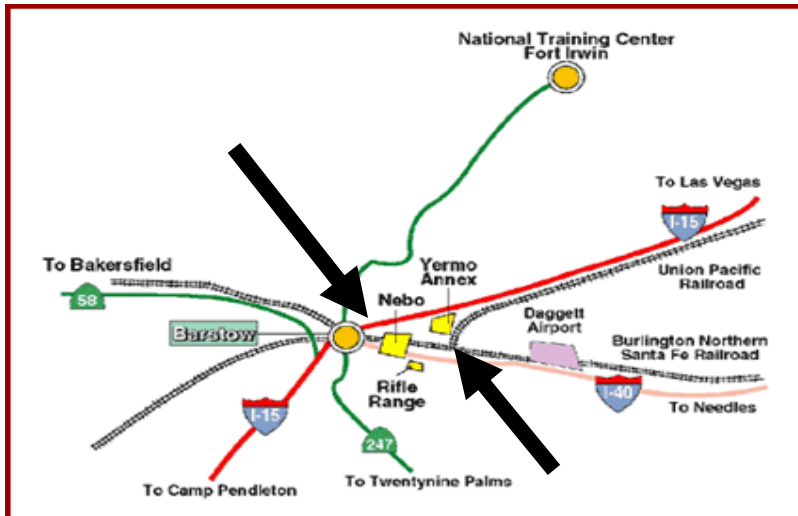 National Training Center
Fort Irwin
To Las Vegas
I-15
To Bakersfield
58
Yermo
Annex
Union Pacific
Railroad
Nebo
Daggett
Airport
Barstow
Burlington Northern
Santa Fe Railroad
Rifle
Range
I-40
I-15
To Needles
247
To Camp Pendleton
To Twentynine Palms